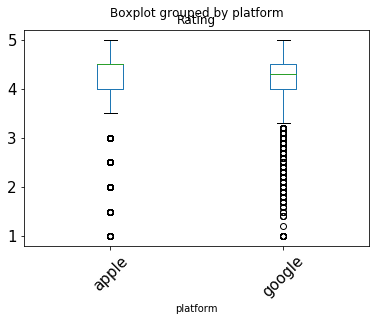 Boxplot grouped by platform
Rating
5
4
3
2
1
apple
google
platform